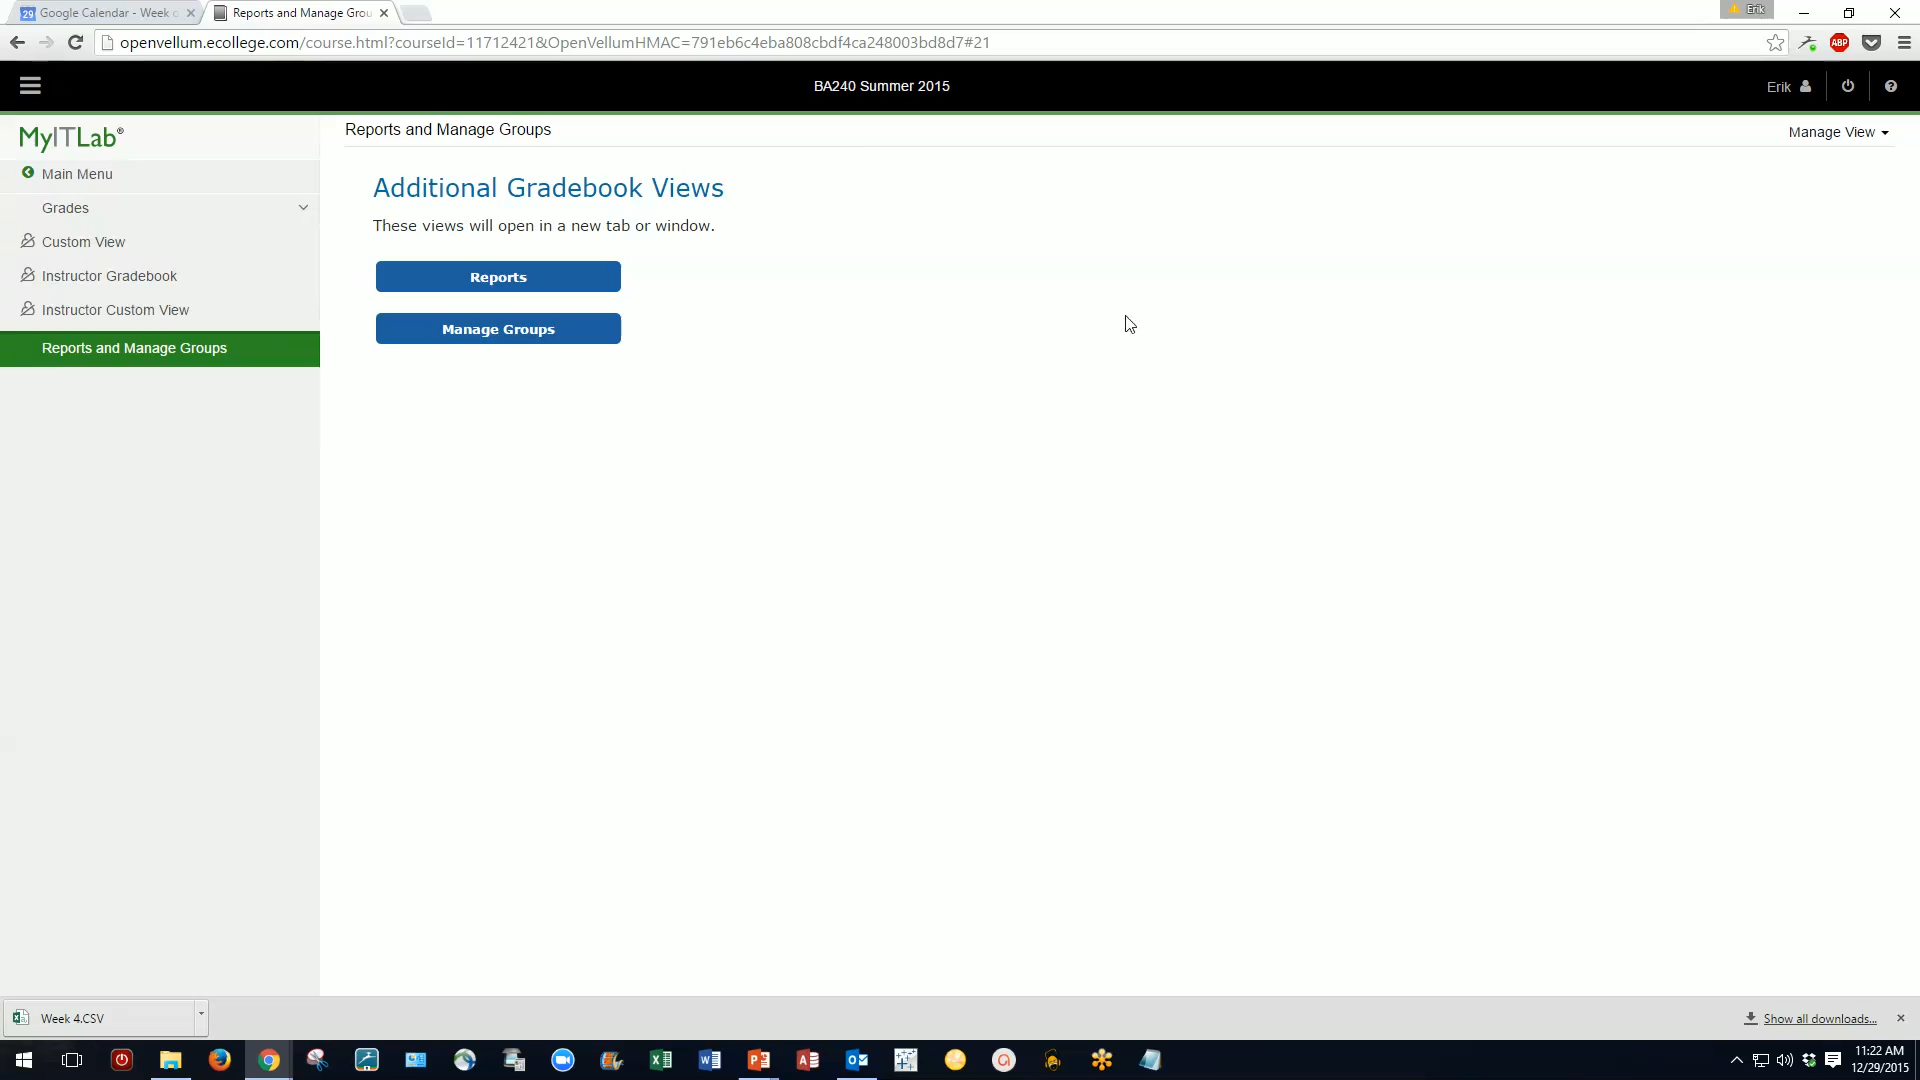 29 Google Calendar - Week o
Reports and Manage Grou
Erik
openvellum.ecollege.com/course.html?courseId=11712421&OpenVellumHMAC=791eb6c4eba808cbdf4ca248003bd8d7#21
ABP
BA240 Summer 2015
Erik
MyITLab®
Reports and Manage Groups
Manage View
Main Menu
Grades
Custom View
Instructor Gradebook
Instructor Custom View
Reports and Manage Groups
Additional Gradebook Views
These views will open in a new tab or window.
Reports
Manage Groups
Week 4.CSV
Show all downloads...
11:22 AM
12/29/2015